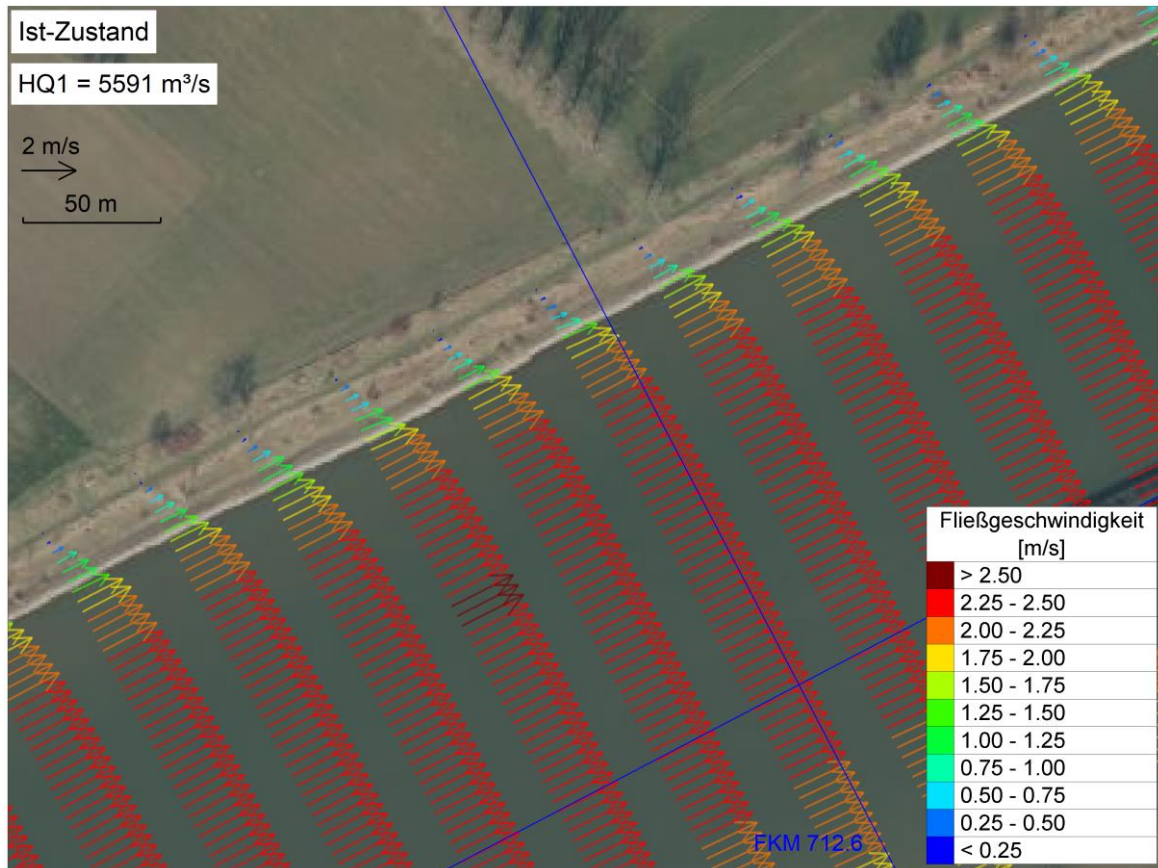 Ist-Zustand
HQ1 = 5591 m³/s
2 m/s
50 m
Fließgeschwindigkeit
[m/s]
> 2.50
2.25 - 2.50
2.00 - 2.25
1.75 - 2.00
1.50 - 1.75
1.25 - 1.50
1.00 - 1.25
0.75 - 1.00
0.50 - 0.75
0.25 - 0.50
< 0.25
FKM 712.6